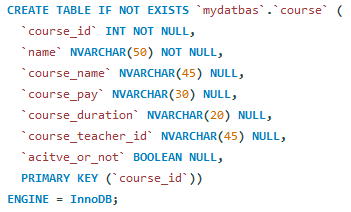 CREATE TABLE IF NOT EXISTS `mydatbas`.`course` (
`course_id` INT NOT NULL,
`name` NVARCHAR(50) NOT NULL,
`course_name` NVARCHAR(45) NULL,
`course_pay` NVARCHAR(30) NULL,
`course_duration` NVARCHAR(20) NULL,
`course_teacher_id` NVARCHAR(45) NULL,
`acitve_or_not` BOOLEAN NULL,
PRIMARY KEY (`course_id`))
ENGINE = InnoDB;